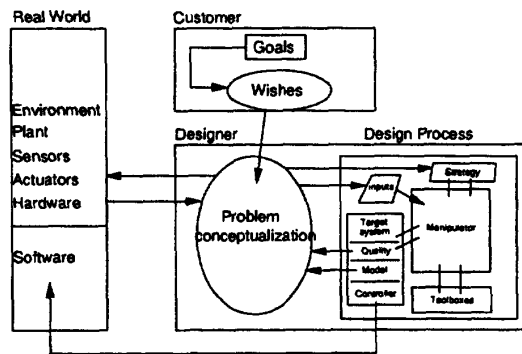 Real World
Customer
Goals
Wishes
Environment
Plant
Sensors
Actuators
Hardware
Software
Designer
Design Process
Problem
conceptualization
Strategy
Inputs
Manipulator
Target
system
Quality
Model
Controller
Toolboxes